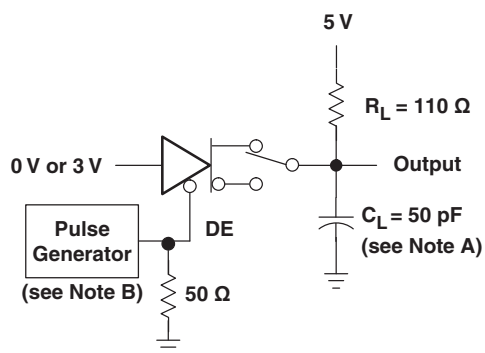 5 V
R_L = 110 Ω
0 V or 3 V
Output
Pulse
Generator
DE
C_L = 50 pF
(see Note A)
(see Note B)
50 Ω